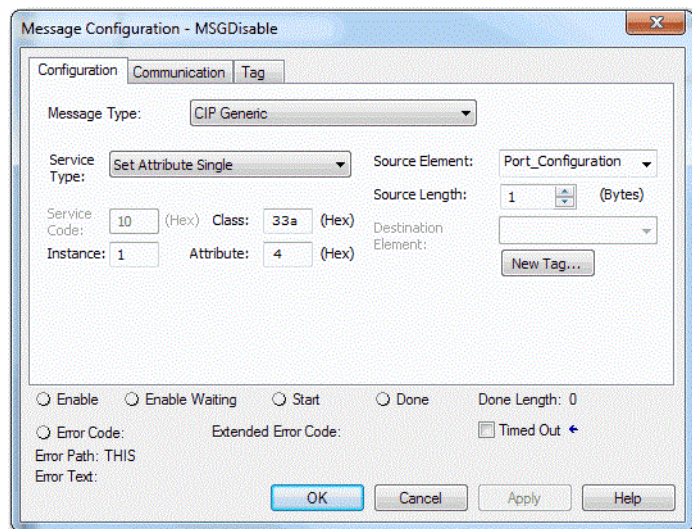 Message Configuration - MSGDisable
Configuration Communication Tag
Message Type: CIP Generic
Service Type: Set Attribute Single Source Element: Port_Configuration
Source Length: 1 (Bytes)
Service Code: 10 (Hex) Class: 33a (Hex) Destination Element:
Instance: 1 Attribute: 4 (Hex) New Tag...
Enable Enable Waiting Start Done Done Length: 0
Error Code: Extended Error Code: Timed Out
Error Path: THIS
Error Text:
OK Cancel Apply Help